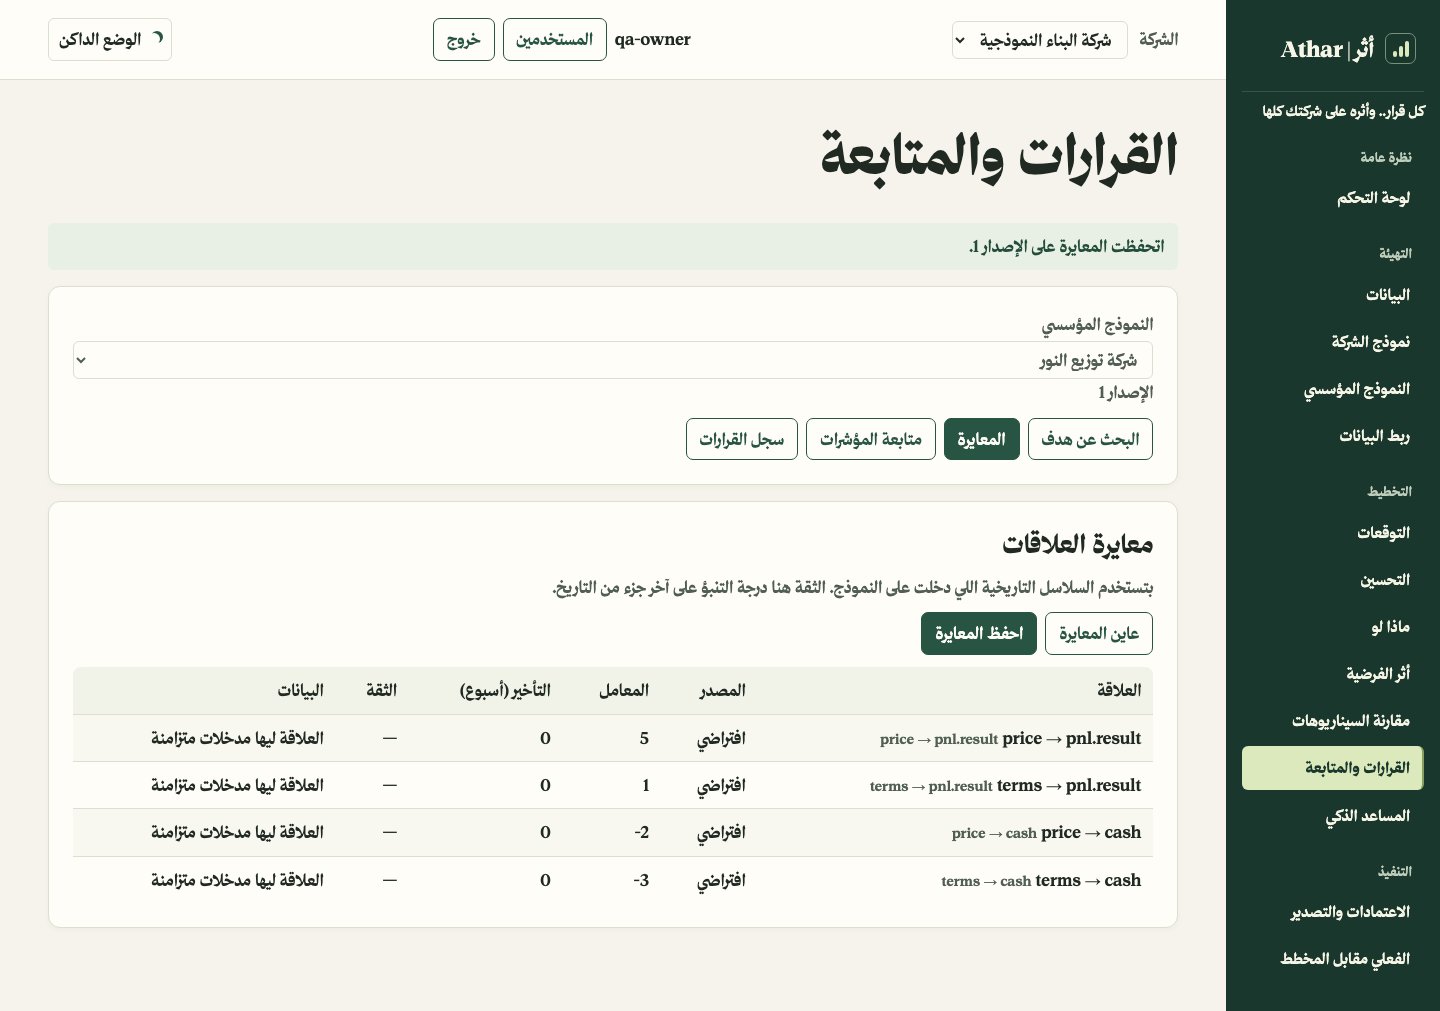 أثر | Athar
كل قرار.. وأثره على شركتك كلها
نظرة عامة
لوحة التحكم
التهيئة
البيانات
نموذج الشركة
النموذج المؤسسي
ربط البيانات
التخطيط
التوقعات
التحسين
ماذا لو
أثر الفرضية
مقارنة السيناريوهات
القرارات والمتابعة
المساعد الذكي
التنفيذ
الاعتمادات والتصدير
الفعلي مقابل المخطط
الشركة شركة البناء النموذجية qa-owner المستخدمين خروج الوضع الداكن
القرارات والمتابعة
اتحفظت المعايرة على الإصدار 1.
النموذج المؤسسي
شركة توزيع النور
الإصدار 1
البحث عن هدف المعايرة متابعة المؤشرات سجل القرارات
معايرة العلاقات
بتستخدم السلاسل التاريخية اللي دخلت على النموذج. الثقة هنا درجة التنبؤ على آخر جزء من التاريخ.
عاين المعايرة احفظ المعايرة
العلاقة المصدر المعامل التأخير (أسبوع) الثقة البيانات
price → pnl.result price → pnl.result افتراضي 5 0 — العلاقة ليها مدخلات متزامنة
terms → pnl.result terms → pnl.result افتراضي 1 0 — العلاقة ليها مدخلات متزامنة
price → cash price → cash افتراضي -2 0 — العلاقة ليها مدخلات متزامنة
terms → cash terms → cash افتراضي -3 0 — العلاقة ليها مدخلات متزامنة